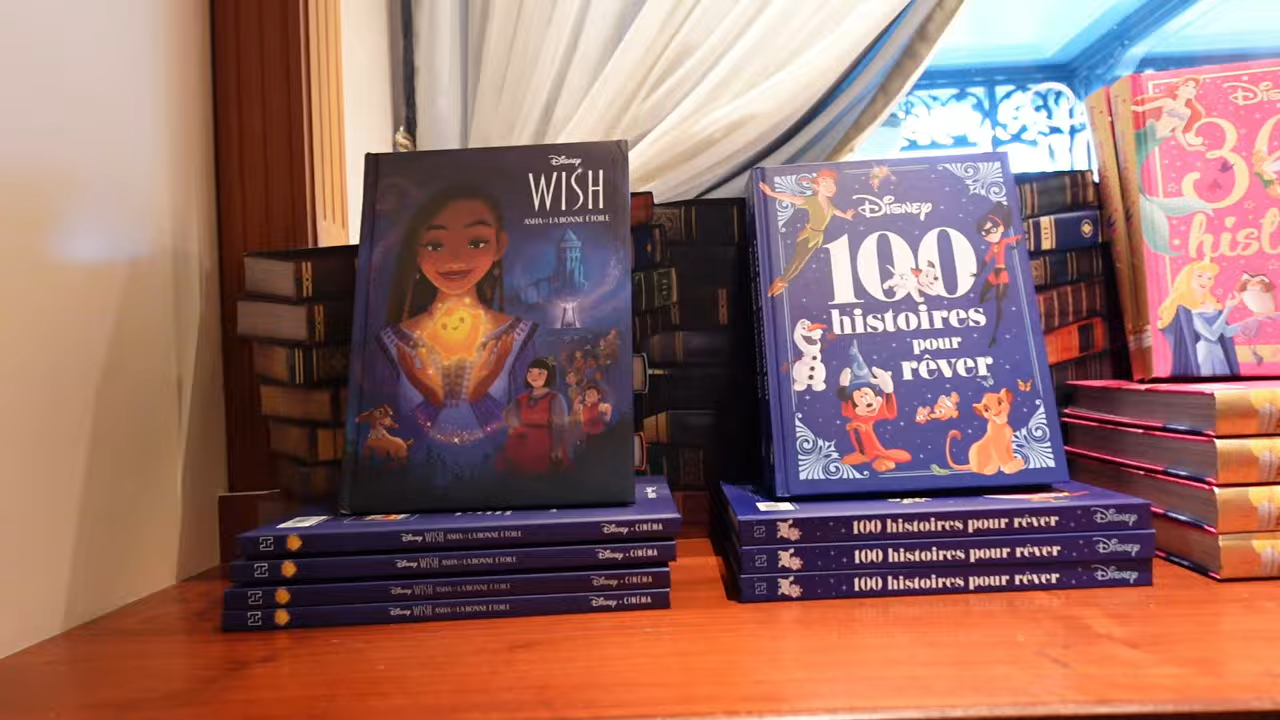 Disney
WISH
ASHA ET LA BONNE ÉTOILE
Disney WISH ASHA ET LA BONNE ÉTOILE Disney • CINÉMA
Disney WISH ASHA ET LA BONNE ÉTOILE Disney • CINÉMA
Disney WISH ASHA ET LA BONNE ÉTOILE Disney • CINÉMA
Disney WISH ASHA ET LA BONNE ÉTOILE Disney • CINÉMA
Disney
100
histoires
pour
rêver
100 histoires pour rêver Disney
100 histoires pour rêver Disney
100 histoires pour rêver Disney